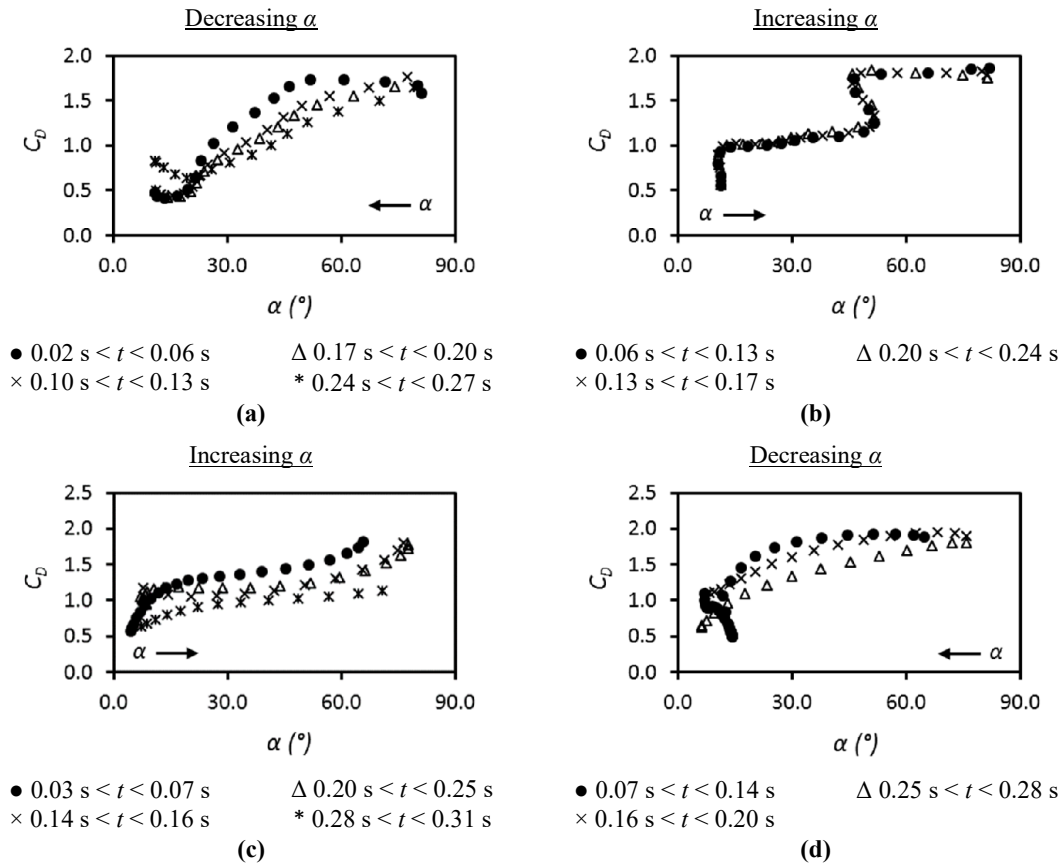 Decreasing α
Increasing α
2.0
1.5
1.0
0.5
0.0
C_D
0.0 30.0 60.0 90.0
α
α (°)
2.0
1.5
1.0
0.5
0.0
C_D
0.0 30.0 60.0 90.0
α
α (°)
● 0.02 s < t < 0.06 s Δ 0.17 s < t < 0.20 s
× 0.10 s < t < 0.13 s * 0.24 s < t < 0.27 s
(a)
● 0.06 s < t < 0.13 s Δ 0.20 s < t < 0.24 s
× 0.13 s < t < 0.17 s
(b)
Increasing α
Decreasing α
2.5
2.0
1.5
1.0
0.5
0.0
C_D
0.0 30.0 60.0 90.0
α
α (°)
2.5
2.0
1.5
1.0
0.5
0.0
C_D
0.0 30.0 60.0 90.0
α
α (°)
● 0.03 s < t < 0.07 s Δ 0.20 s < t < 0.25 s
× 0.14 s < t < 0.16 s * 0.28 s < t < 0.31 s
(c)
● 0.07 s < t < 0.14 s Δ 0.25 s < t < 0.28 s
× 0.16 s < t < 0.20 s
(d)